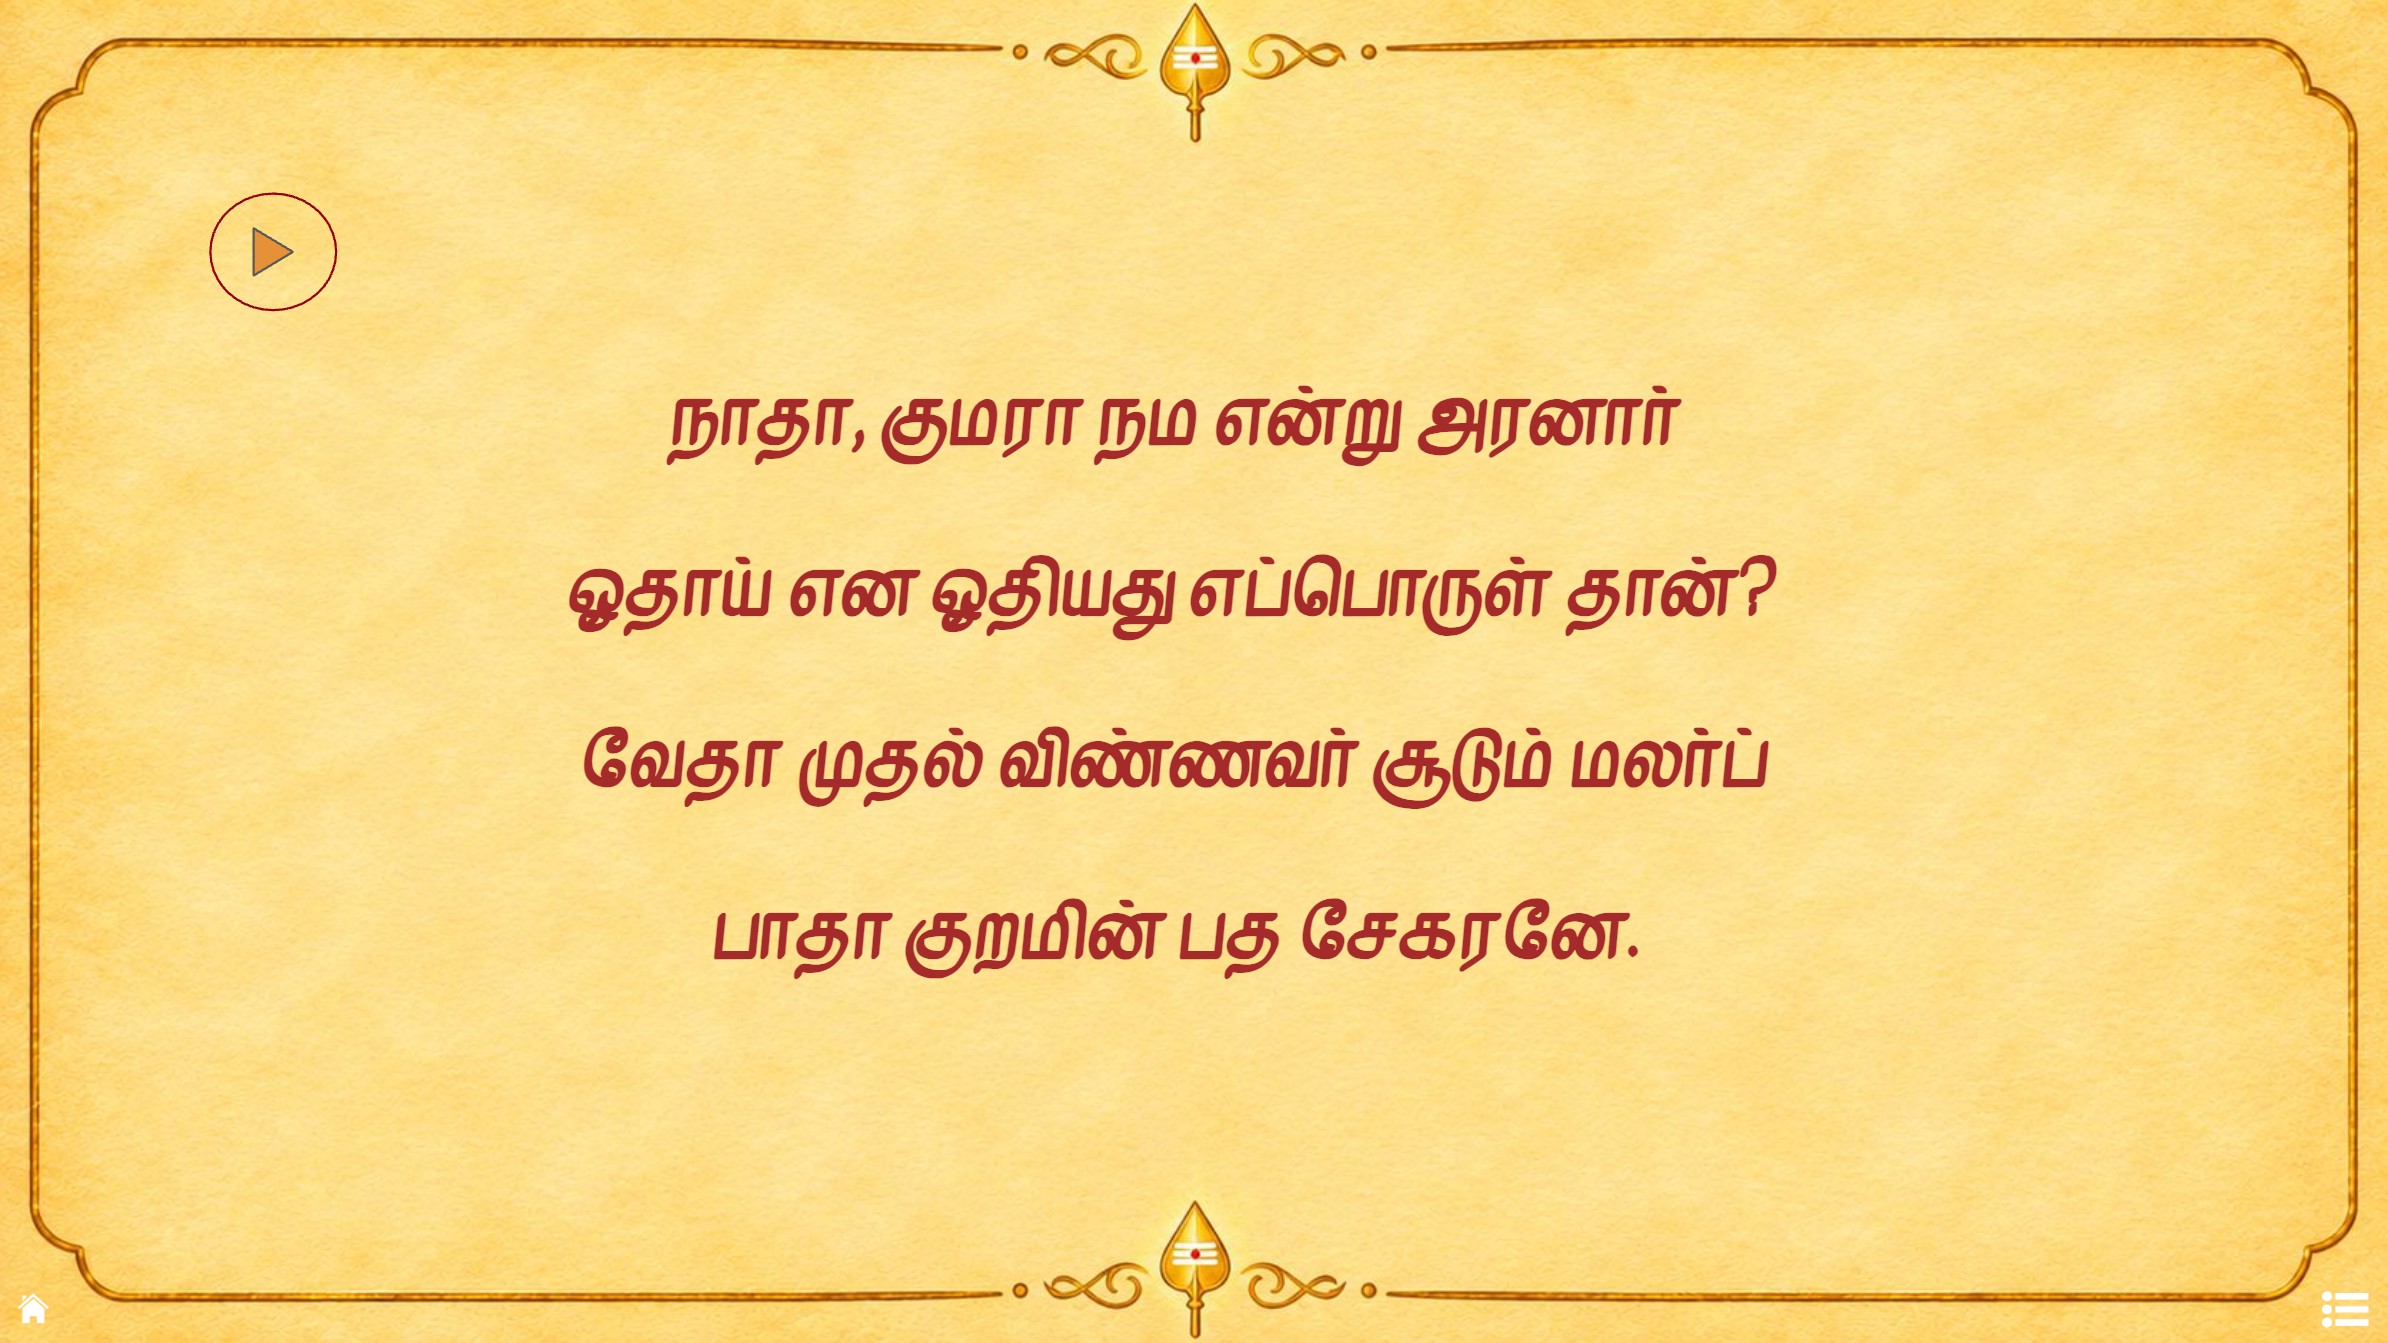 நாதா, குமரா நம என்று அரனார்
ஓதாய் என ஓதியது எப்பொருள் தான்?
வேதா முதல் விண்ணவர் சூடும் மலர்ப்
பாதா குறமின் பத சேகரனே.